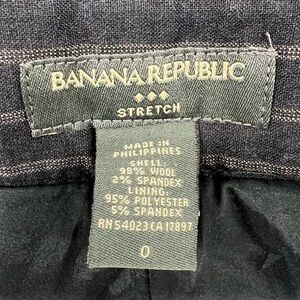 BANANA REPUBLIC
STRETCH
MADE IN
PHILIPPINES
SHELL:
98% WOOL
2% SPANDEX
LINING:
95% POLYESTER
5% SPANDEX
RN 54023 CA 17897
0